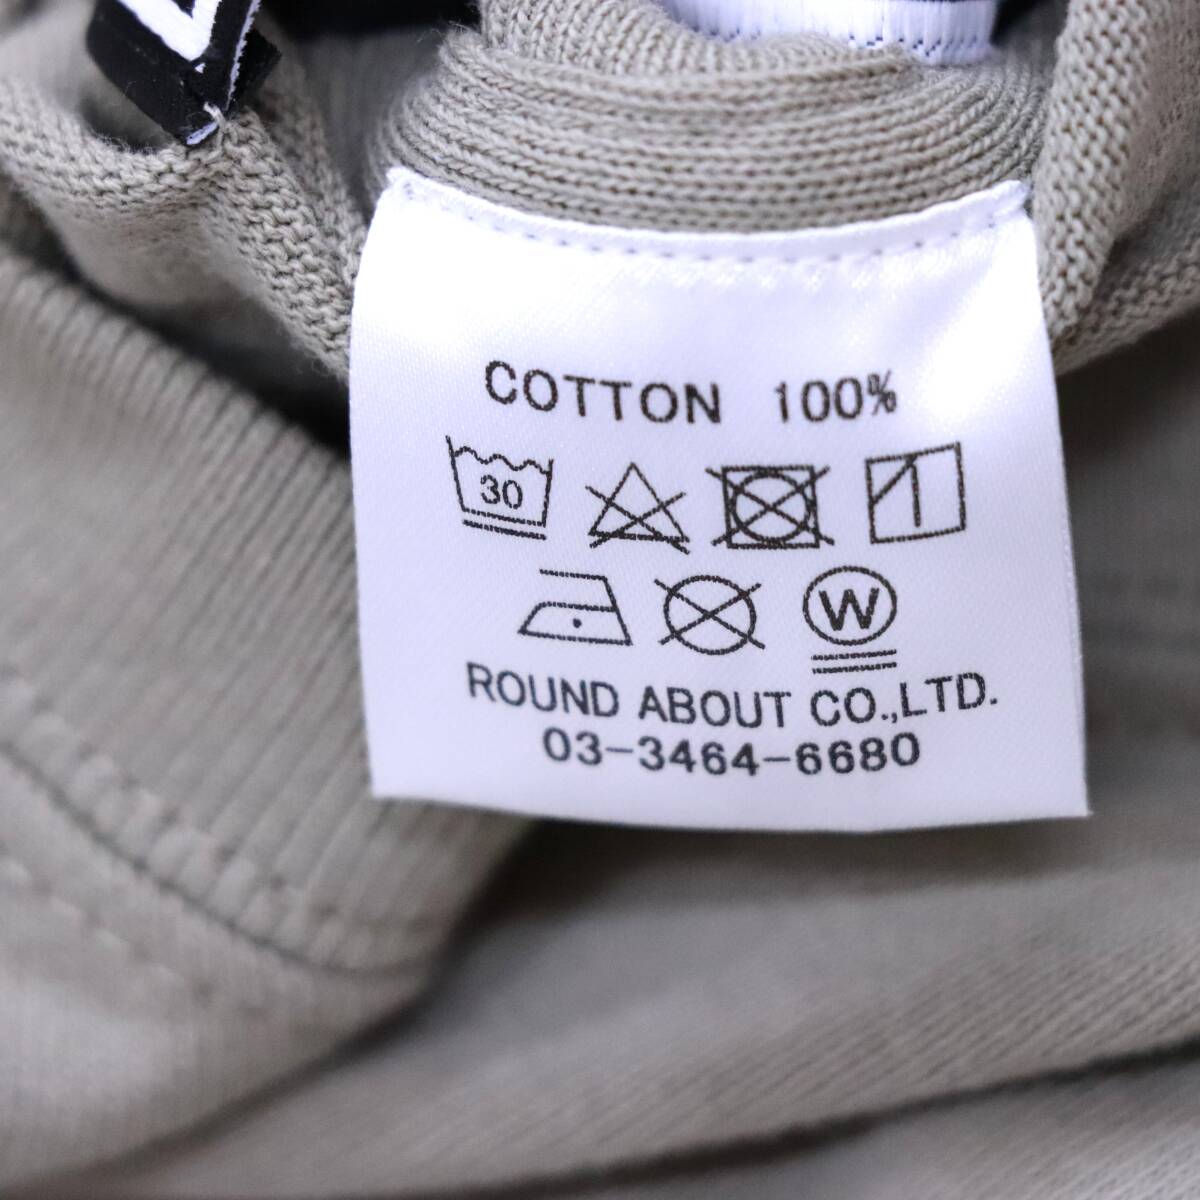 COTTON 100%
30
W
ROUND ABOUT CO.,LTD.
03-3464-6680